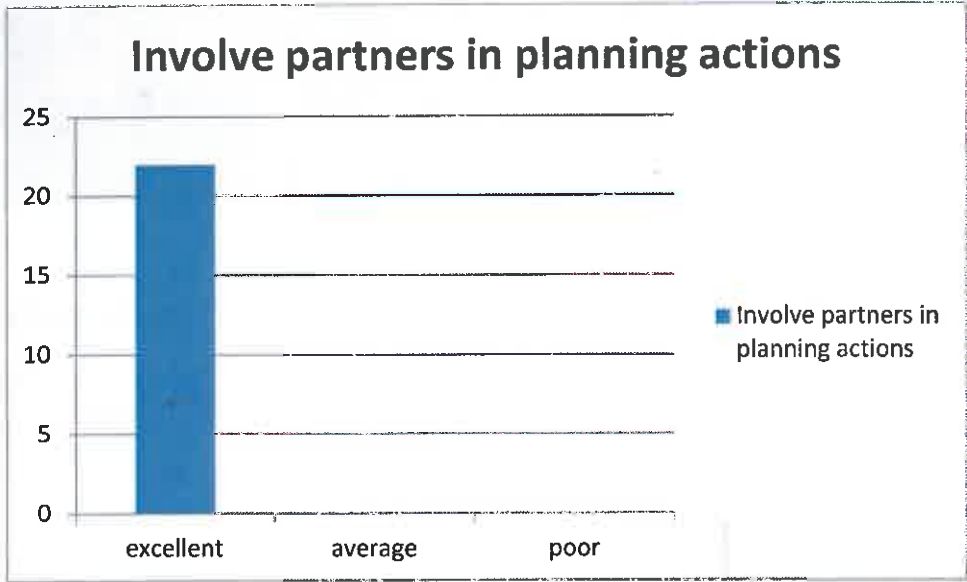 Involve partners in planning actions
25
20
15
10
5
0
excellent average poor
Involve partners in
planning actions